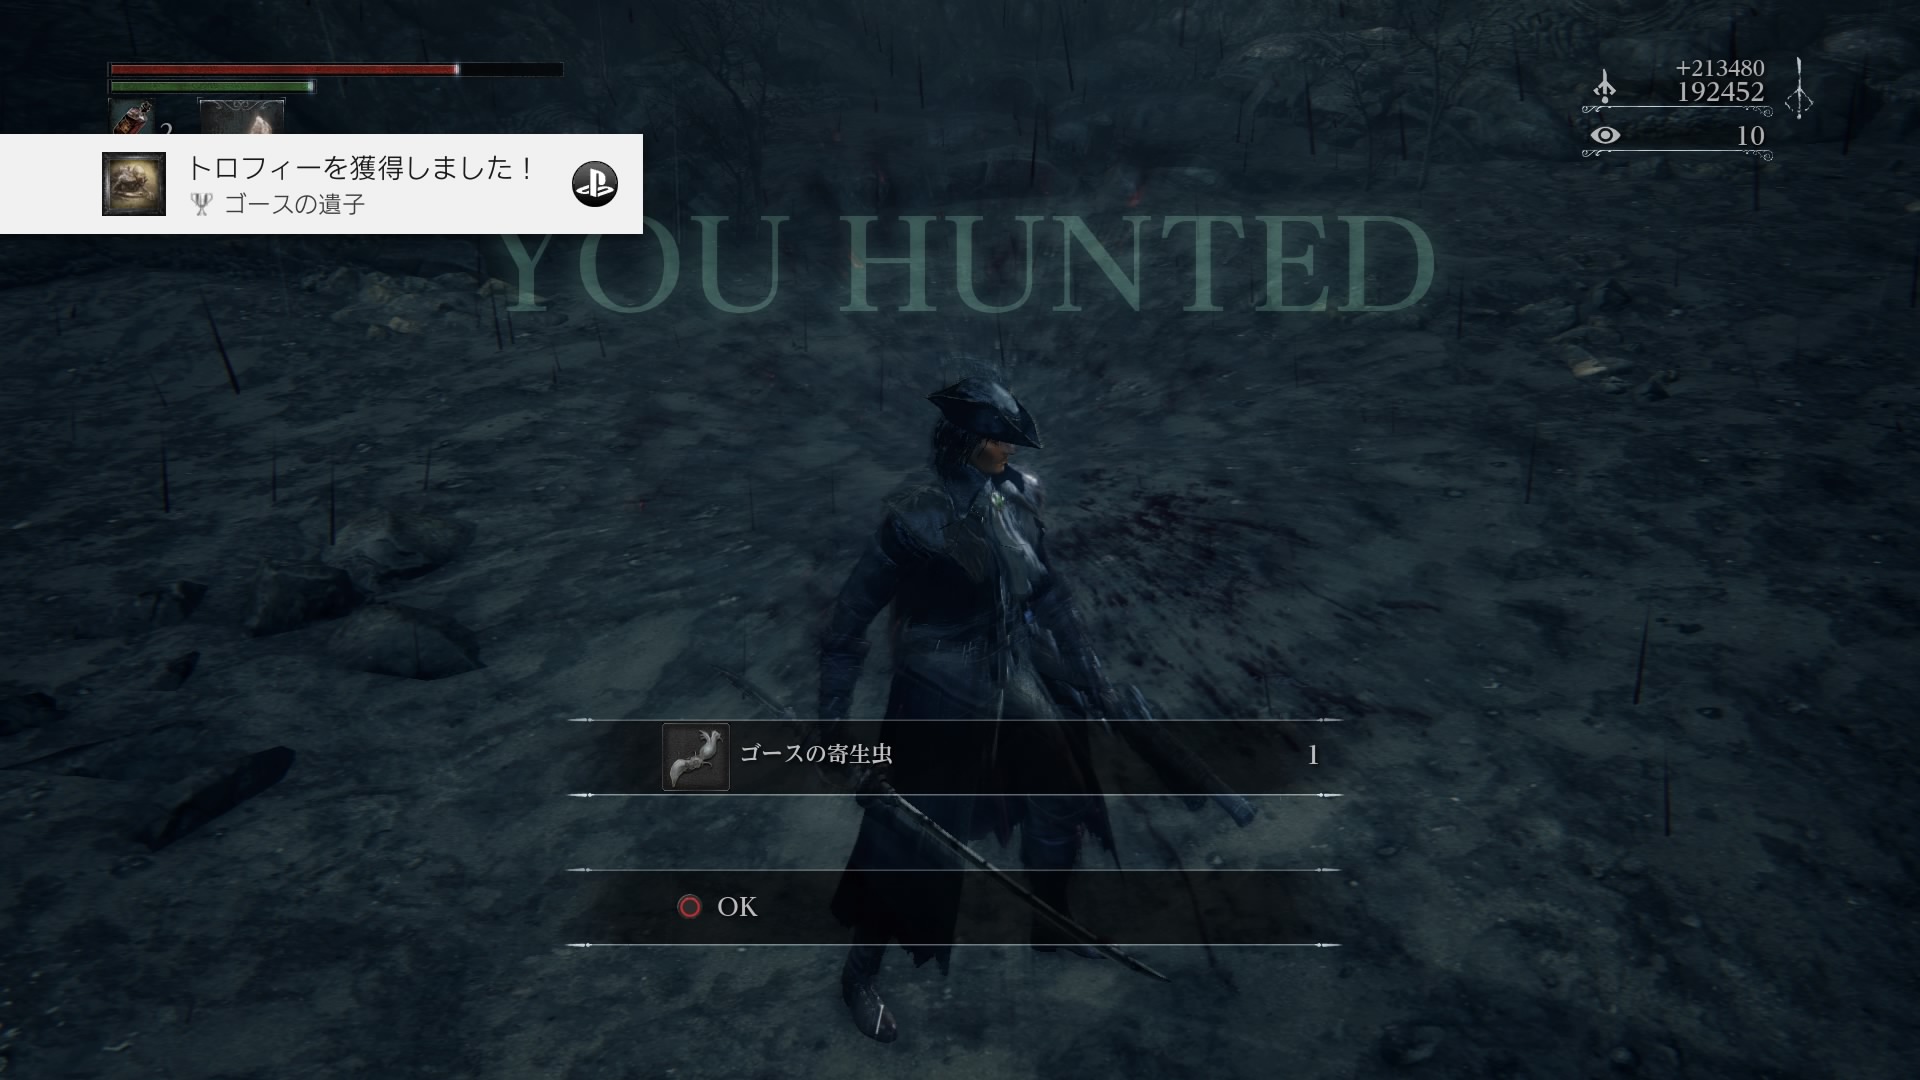 +213480
192452
10
2
トロフィーを獲得しました!
ゴースの遺子
YOU HUNTED
ゴースの寄生虫 1
OK